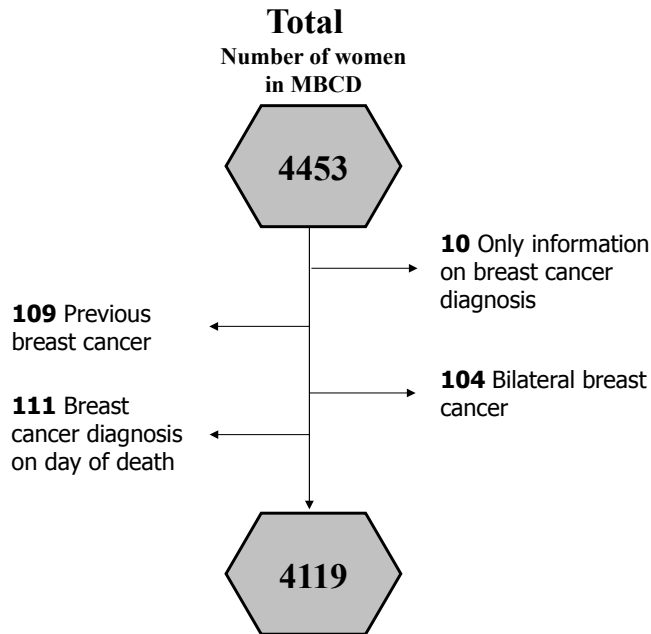 Total
Number of women
in MBCD
4453
10 Only information
on breast cancer
diagnosis
109 Previous
breast cancer
104 Bilateral breast
cancer
111 Breast
cancer diagnosis
on day of death
4119